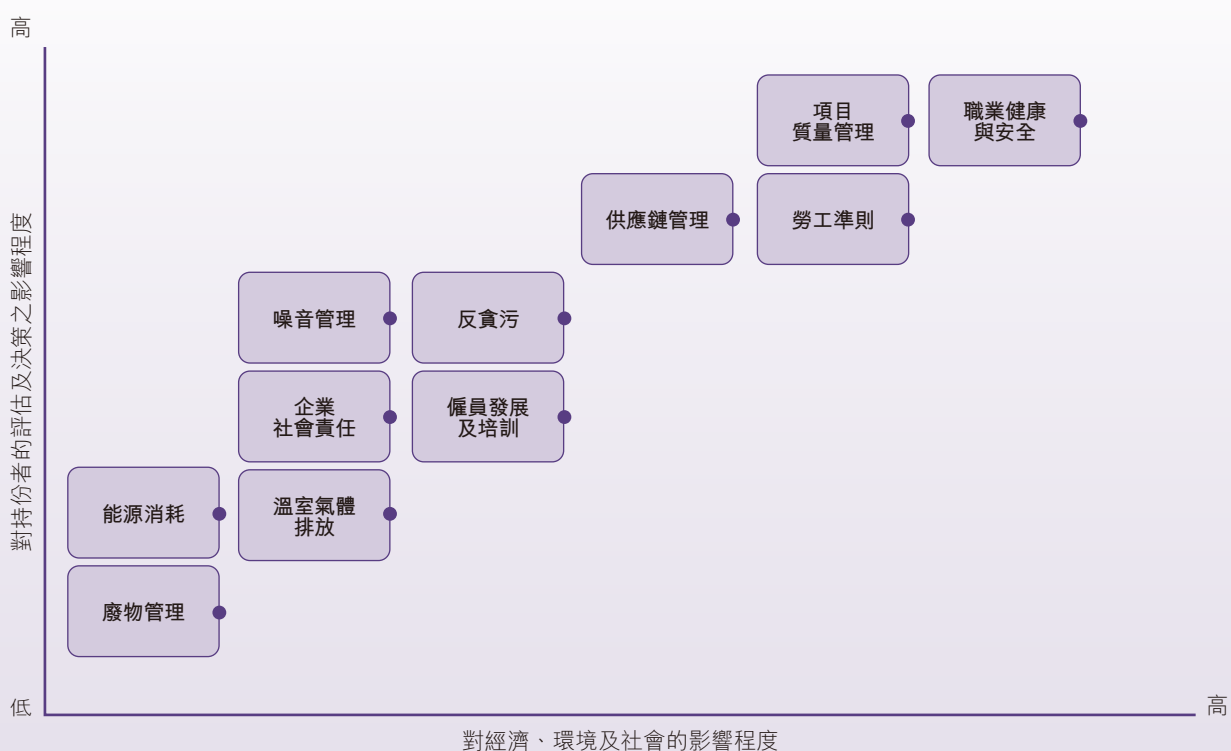 高
對持份者的評估及決策之影響程度
項目
質量管理
職業健康
與安全
供應鏈管理
勞工準則
噪音管理
反貪污
企業
社會責任
僱員發展
及培訓
能源消耗
溫室氣體
排放
廢物管理
低
高
對經濟、環境及社會的影響程度